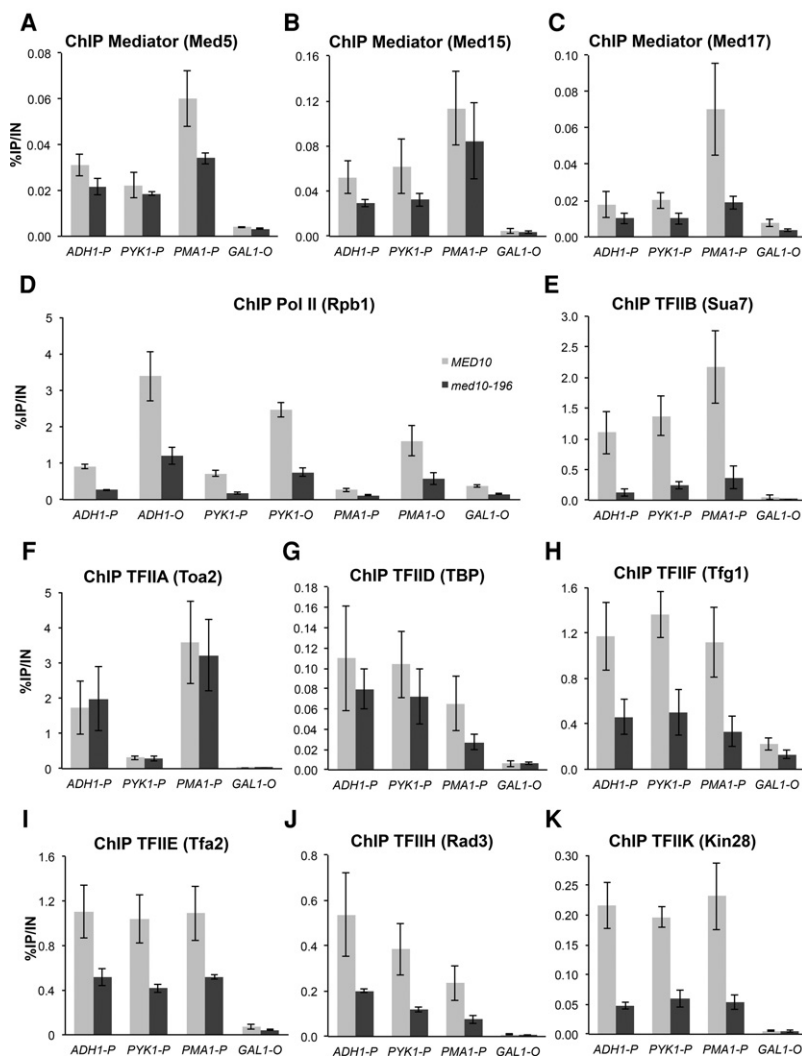 A
ChIP Mediator (Med5)
%IP/IN
0.08
0.06
0.04
0.02
0.00
ADH1-P PYK1-P PMA1-P GAL1-O
B
ChIP Mediator (Med15)
0.16
0.12
0.08
0.04
0.00
ADH1-P PYK1-P PMA1-P GAL1-O
C
ChIP Mediator (Med17)
0.10
0.08
0.06
0.04
0.02
0.00
ADH1-P PYK1-P PMA1-P GAL1-O
D
ChIP Pol II (Rpb1)
%IP/IN
5
4
3
2
1
0
MED10
med10-196
ADH1-P ADH1-O PYK1-P PYK1-O PMA1-P PMA1-O GAL1-O
E
ChIP TFIIB (Sua7)
3.0
2.5
2.0
1.5
1.0
0.5
0.0
ADH1-P PYK1-P PMA1-P GAL1-O
F
ChIP TFIIA (Toa2)
%IP/IN
5
4
3
2
1
0
ADH1-P PYK1-P PMA1-P GAL1-O
G
ChIP TFIID (TBP)
0.18
0.16
0.14
0.12
0.10
0.08
0.06
0.04
0.02
0.00
ADH1-P PYK1-P PMA1-P GAL1-O
H
ChIP TFIIF (Tfg1)
1.6
1.2
0.8
0.4
0.0
ADH1-P PYK1-P PMA1-P GAL1-O
I
ChIP TFIIE (Tfa2)
%IP/IN
1.6
1.2
0.8
0.4
0.0
ADH1-P PYK1-P PMA1-P GAL1-O
J
ChIP TFIIH (Rad3)
0.8
0.6
0.4
0.2
0.0
ADH1-P PYK1-P PMA1-P GAL1-O
K
ChIP TFIIK (Kin28)
0.30
0.25
0.20
0.15
0.10
0.05
0.00
ADH1-P PYK1-P PMA1-P GAL1-O